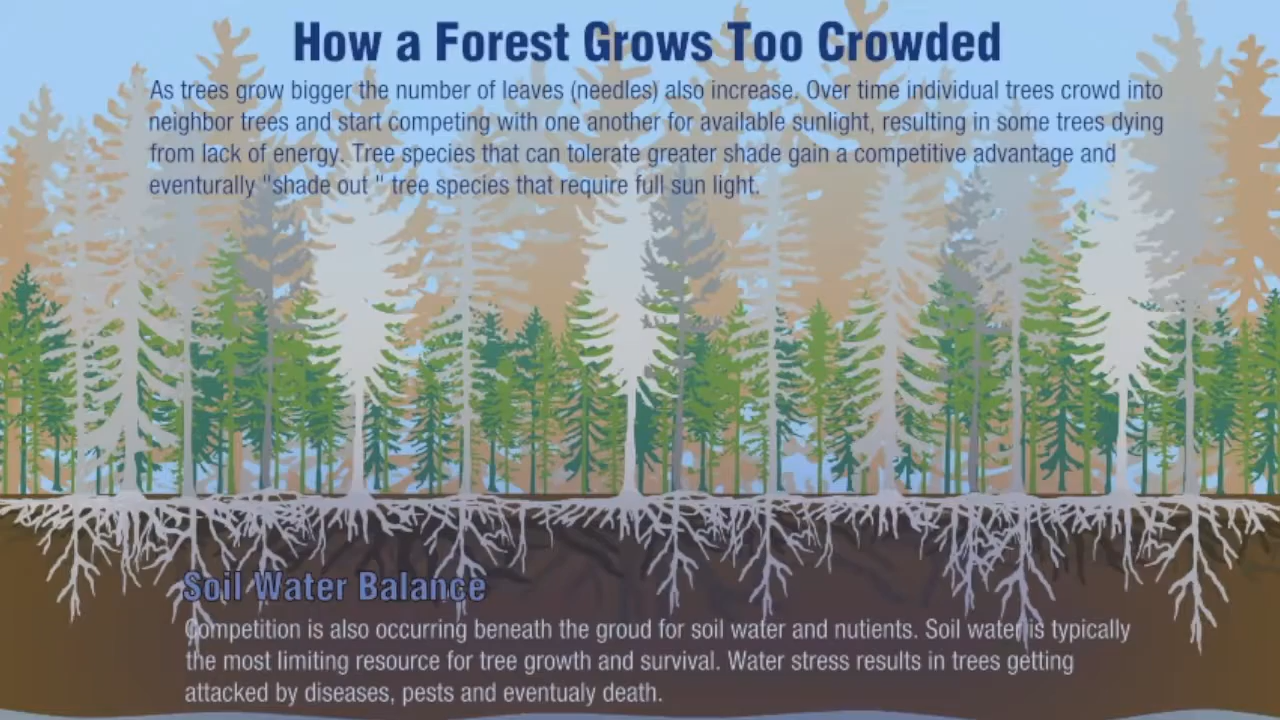 How a Forest Grows Too Crowded
As trees grow bigger the number of leaves (needles) also increase. Over time individual trees crowd into
neighbor trees and start competing with one another for available sunlight, resulting in some trees dying
from lack of energy. Tree species that can tolerate greater shade gain a competitive advantage and
eventurally "shade out " tree species that require full sun light.
Soil Water Balance
Competition is also occurring beneath the groud for soil water and nutients. Soil water is typically
the most limiting resource for tree growth and survival. Water stress results in trees getting
attacked by diseases, pests and eventualy death.